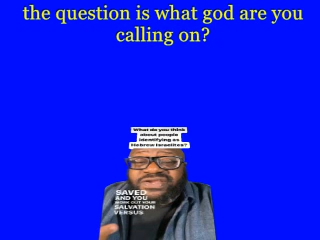 the question is what god are you
calling on?
What do you think
about people
identifying as
Hebrew Israelites?
SAVED
AND YOU
WORK OUT YOUR
SALVATION
VERSUS